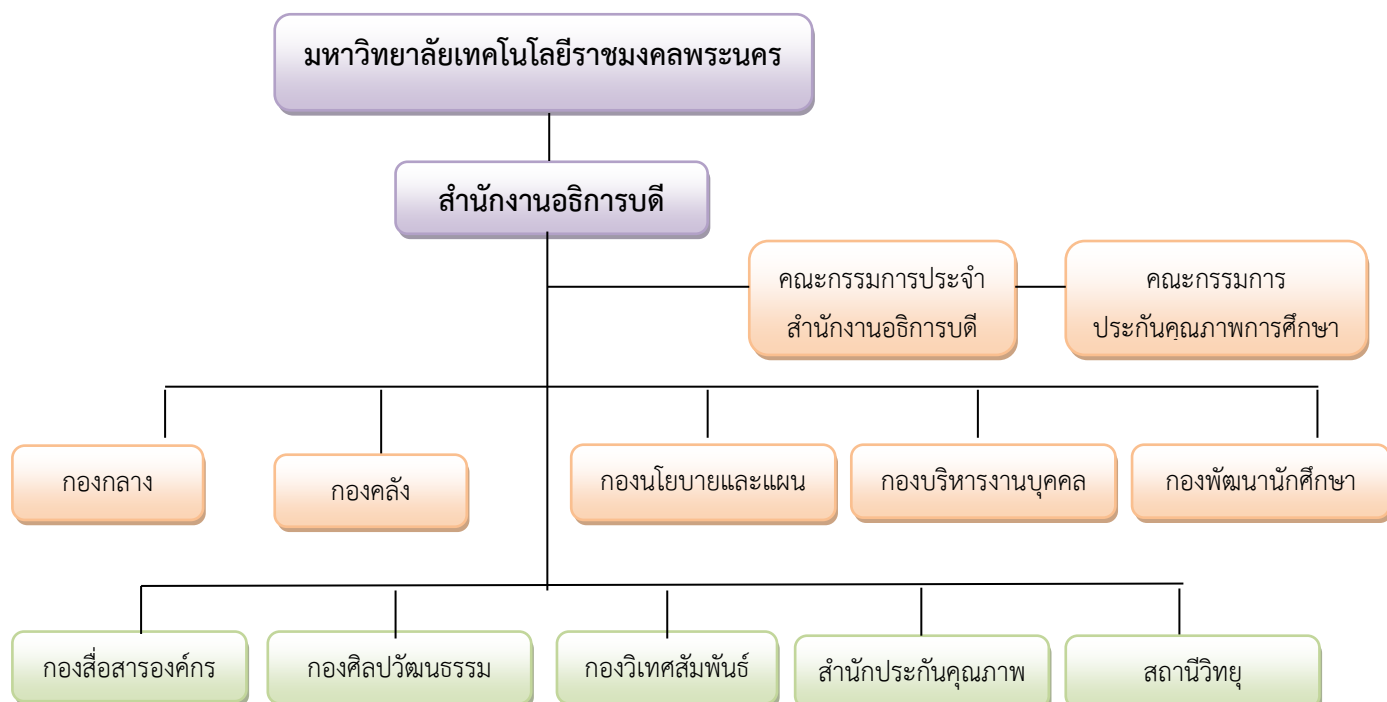 มหาวิทยาลัยเทคโนโลยีราชมงคลพระนคร
สำนักงานอธิการบดี
คณะกรรมการประจำ
สำนักงานอธิการบดี
คณะกรรมการ
ประกันคุณภาพการศึกษา
กองกลาง
กองคลัง
กองนโยบายและแผน
กองบริหารงานบุคคล
กองพัฒนานักศึกษา
กองสื่อสารองค์กร
กองศิลปวัฒนธรรม
กองวิเทศสัมพันธ์
สำนักประกันคุณภาพ
สถานีวิทยุ